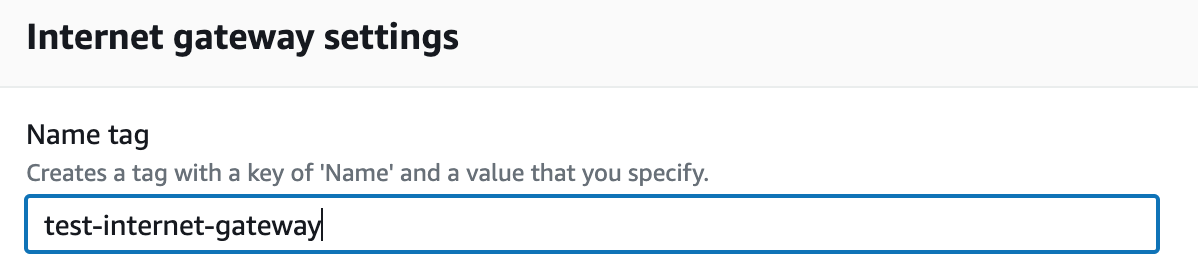 Internet gateway settings
Name tag
Creates a tag with a key of 'Name' and a value that you specify.
test-internet-gateway